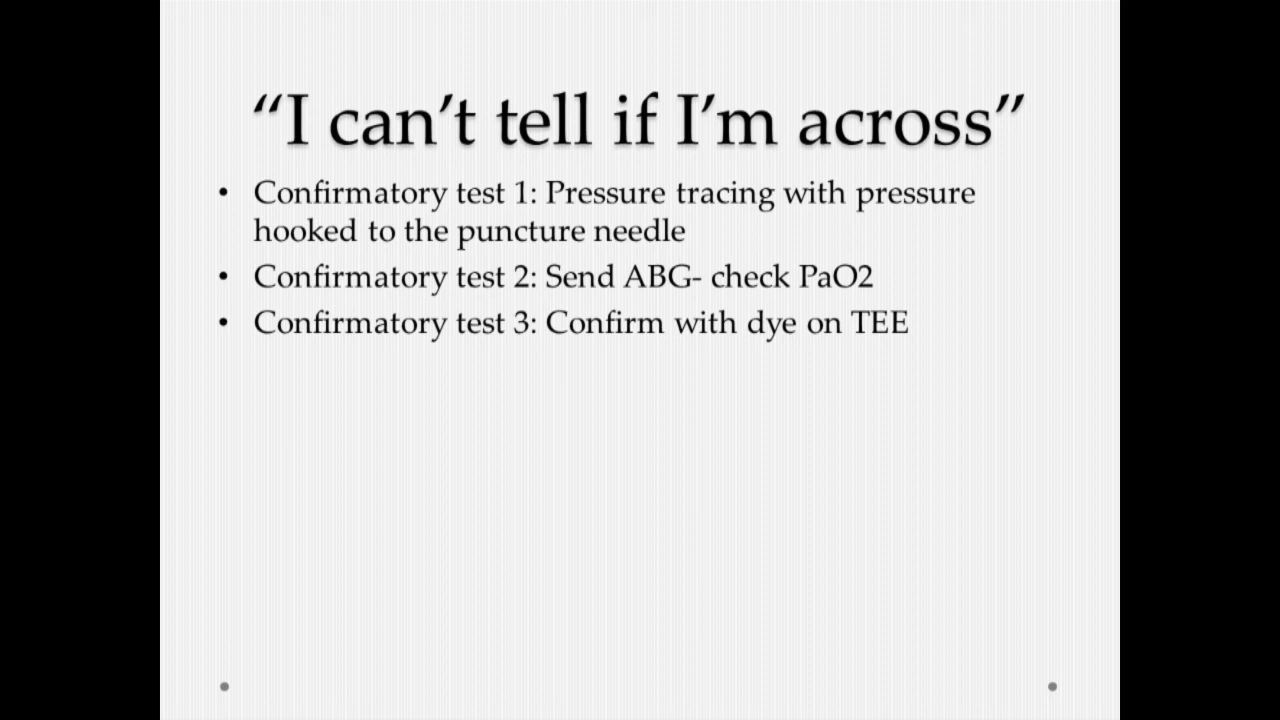 “I can’t tell if I’m across”
• Confirmatory test 1: Pressure tracing with pressure
hooked to the puncture needle
• Confirmatory test 2: Send ABG- check PaO2
• Confirmatory test 3: Confirm with dye on TEE